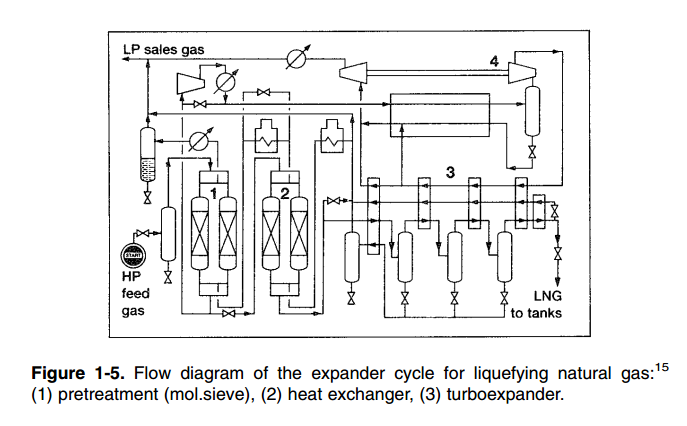 LP sales gas
4
3
1
2
START
HP
feed
gas
LNG
to tanks
Figure 1-5. Flow diagram of the expander cycle for liquefying natural gas:15
(1) pretreatment (mol.sieve), (2) heat exchanger, (3) turboexpander.